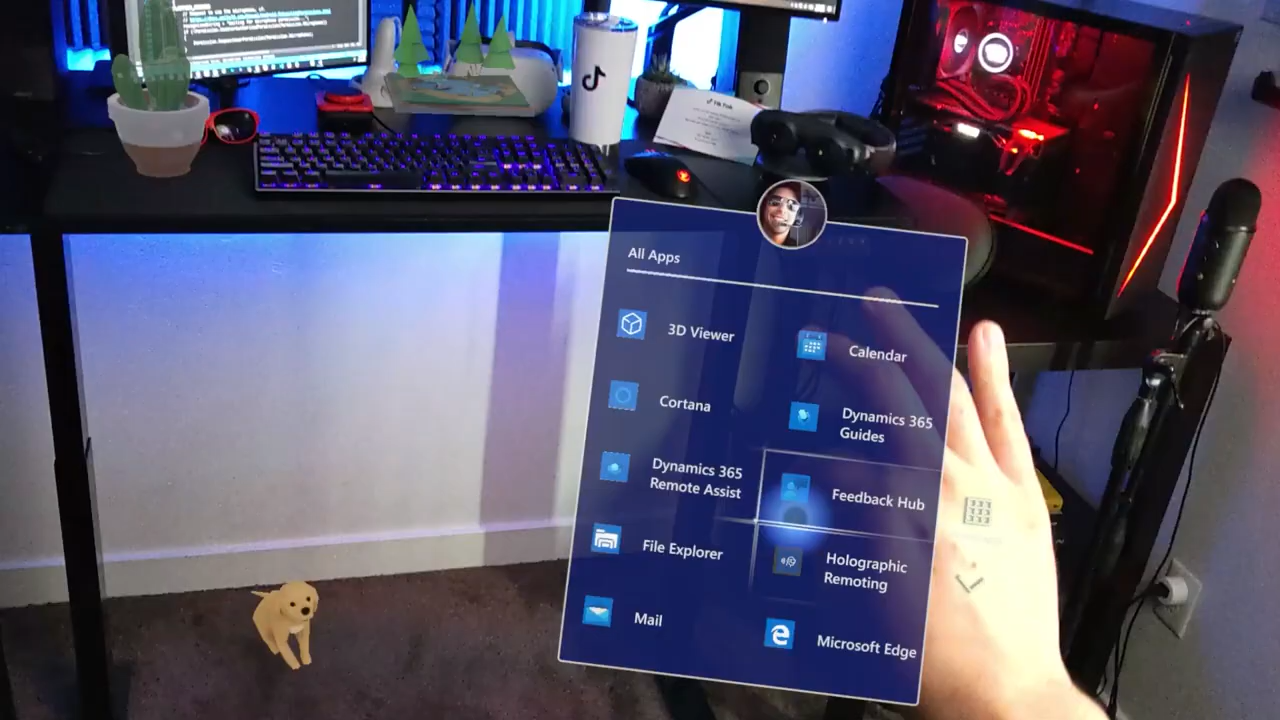 All Apps
3D Viewer
Calendar
Cortana
Dynamics 365
Guides
Dynamics 365
Remote Assist
Feedback Hub
File Explorer
Holographic
Remoting
Mail
Microsoft Edge